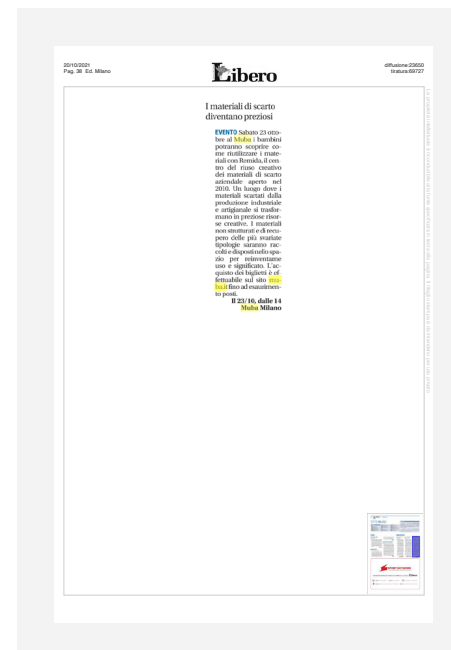 20/10/2021
Pag. 38 Ed. Milano
Libero
diffusione:23650
tiratura:69727
I materiali di scarto
diventano preziosi
EVENTO Sabato 23 otto-
bre al Muba i bambini
potranno scoprire co-
me riutilizzare i mate-
riali con Remida, il cen-
tro del riuso creativo
dei materiali di scarto
aziendale aperto nel
2010. Un luogo dove i
materiali scartati dalla
produzione industriale
e artigianale si trasfor-
mano in preziose risor-
se creative. I materiali
non strutturati e di recu-
pero delle più svariate
tipologie saranno rac-
colti e disposti nello spa-
zio per reinventarne
uso e significato. L'ac-
quisto dei biglietti è ef-
fettuabile sul sito mu-
ba.it fino ad esaurimen-
to posti.
Il 23/10, dalle 14
Muba Milano